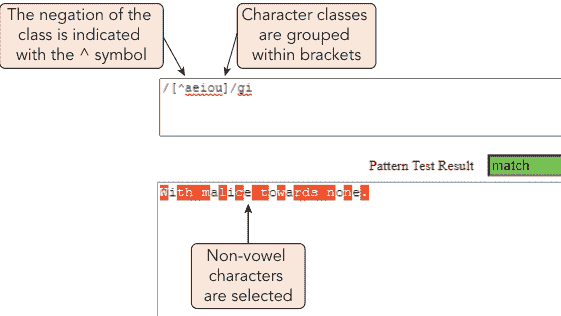 The negation of the
class is indicated
with the ^ symbol
Character classes
are grouped
within brackets
/[^aeiou]/gi
Pattern Test Result match
With malice towards none.
Non-vowel
characters
are selected